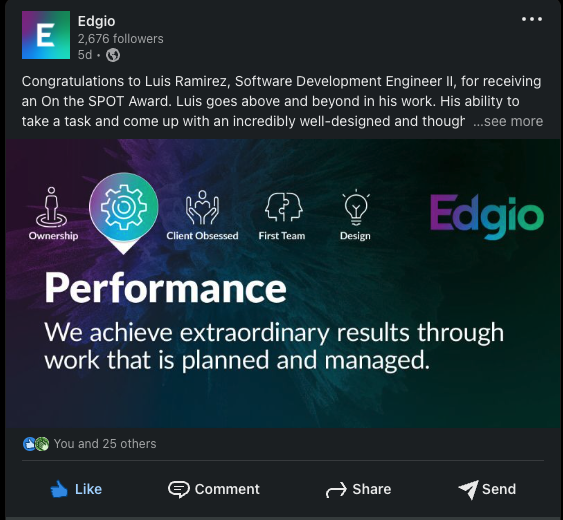 E
Edgio
2,676 followers
5d •
Congratulations to Luis Ramirez, Software Development Engineer II, for receiving
an On the SPOT Award. Luis goes above and beyond in his work. His ability to
take a task and come up with an incredibly well-designed and though ...see more
Ownership
Client Obsessed
First Team
Design
Edgio
Performance
We achieve extraordinary results through
work that is planned and managed.
You and 25 others
Like
Comment
Share
Send